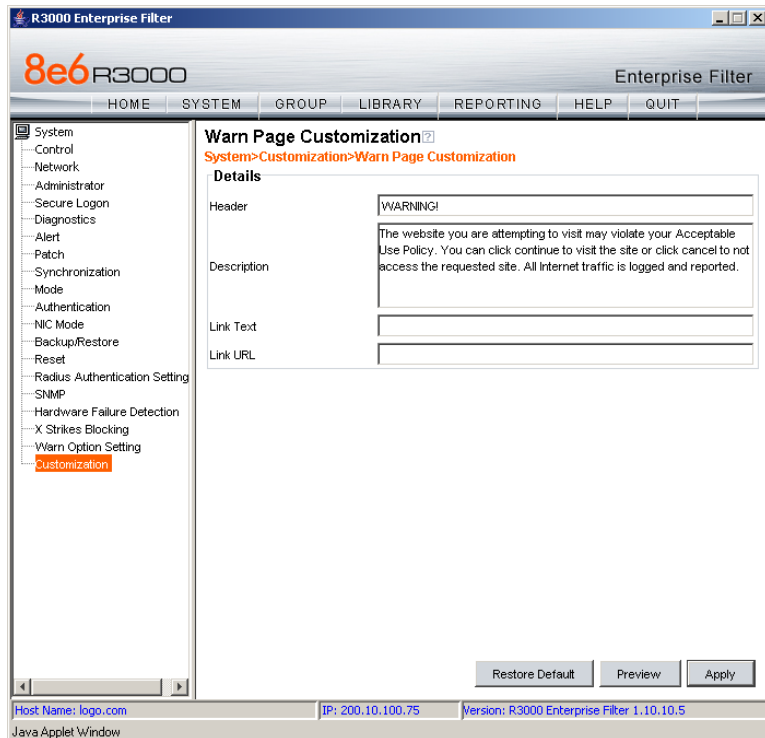 R3000 Enterprise Filter
8e6 R3000
Enterprise Filter
HOME SYSTEM GROUP LIBRARY REPORTING HELP QUIT
System
Control
Network
Administrator
Secure Logon
Diagnostics
Alert
Patch
Synchronization
Mode
Authentication
NIC Mode
Backup/Restore
Reset
Radius Authentication Setting
SNMP
Hardware Failure Detection
X Strikes Blocking
Warn Option Setting
Customization
Warn Page Customization?
System>Customization>Warn Page Customization
Details
Header
WARNING!
Description
The website you are attempting to visit may violate your Acceptable
Use Policy. You can click continue to visit the site or click cancel to not
access the requested site. All Internet traffic is logged and reported.
Link Text
Link URL
Restore Default
Preview
Apply
Host Name: logo.com
IP: 200.10.100.75
Version: R3000 Enterprise Filter 1.10.10.5
Java Applet Window